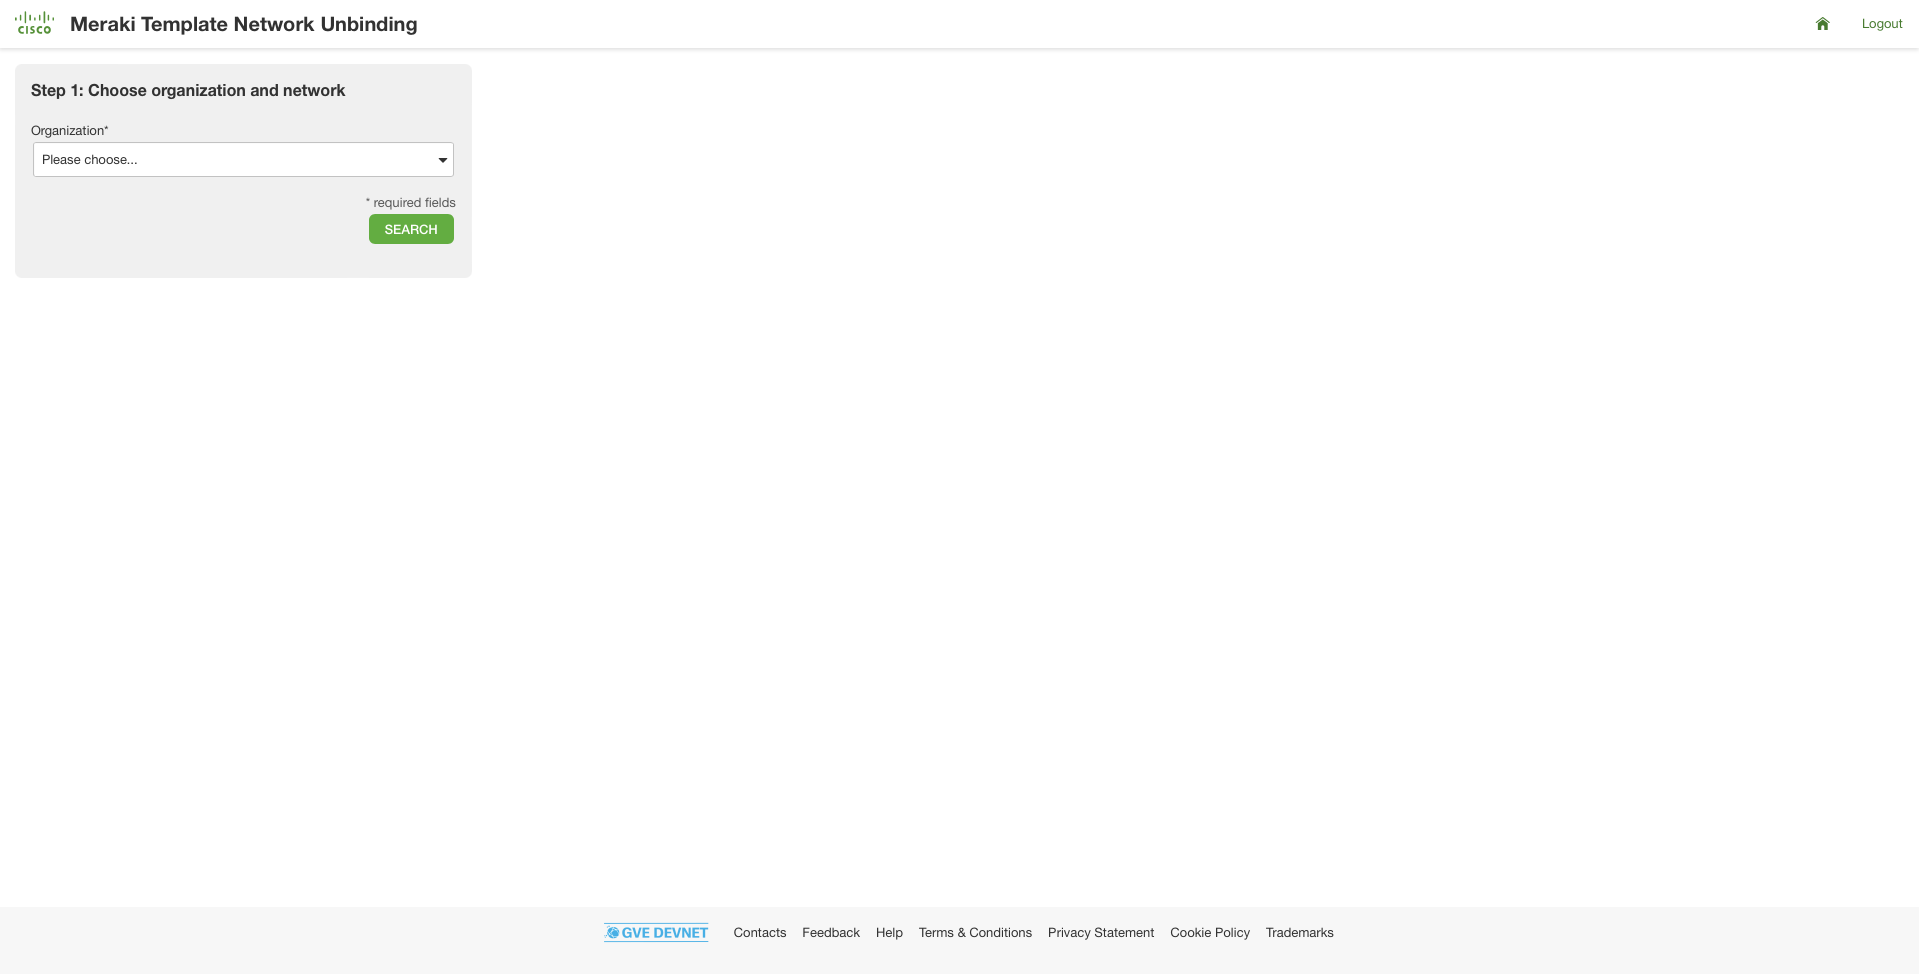 CISCO Meraki Template Network Unbinding Logout
Step 1: Choose organization and network
Organization*
Please choose...
* required fields
SEARCH
GVE DEVNET Contacts Feedback Help Terms & Conditions Privacy Statement Cookie Policy Trademarks